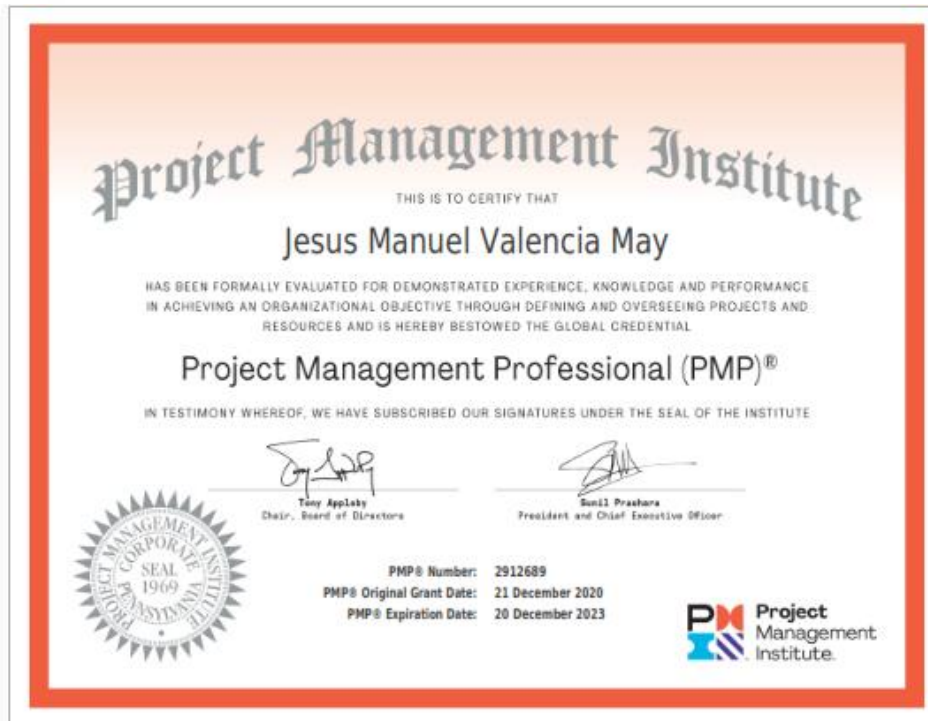 Project Management Institute
THIS IS TO CERTIFY THAT
Jesus Manuel Valencia May
HAS BEEN FORMALLY EVALUATED FOR DEMONSTRATED EXPERIENCE, KNOWLEDGE AND PERFORMANCE
IN ACHIEVING AN ORGANIZATIONAL OBJECTIVE THROUGH DEFINING AND OVERSEEING PROJECTS AND
RESOURCES AND IS HEREBY BESTOWED THE GLOBAL CREDENTIAL
Project Management Professional (PMP)®
IN TESTIMONY WHEREOF, WE HAVE SUBSCRIBED OUR SIGNATURES UNDER THE SEAL OF THE INSTITUTE
Tony Appleby
Chair, Board of Directors
Sunil Prashara
President and Chief Executive Officer
PROJECT MANAGEMENT INSTITUTE
CORPORATE
SEAL
1969
PENNSYLVANIA
PMP® Number: 2912689
PMP® Original Grant Date: 21 December 2020
PMP® Expiration Date: 20 December 2023
PM
Project
Management
Institute.